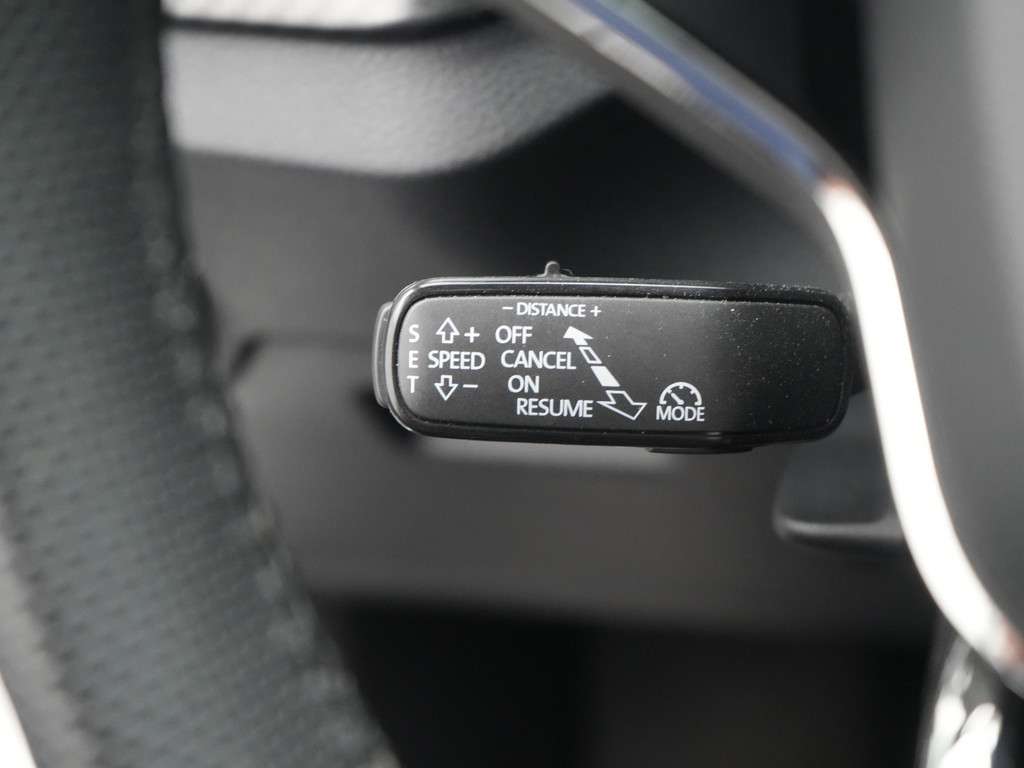 - DISTANCE +
S + OFF
E SPEED CANCEL
T - ON
RESUME
MODE